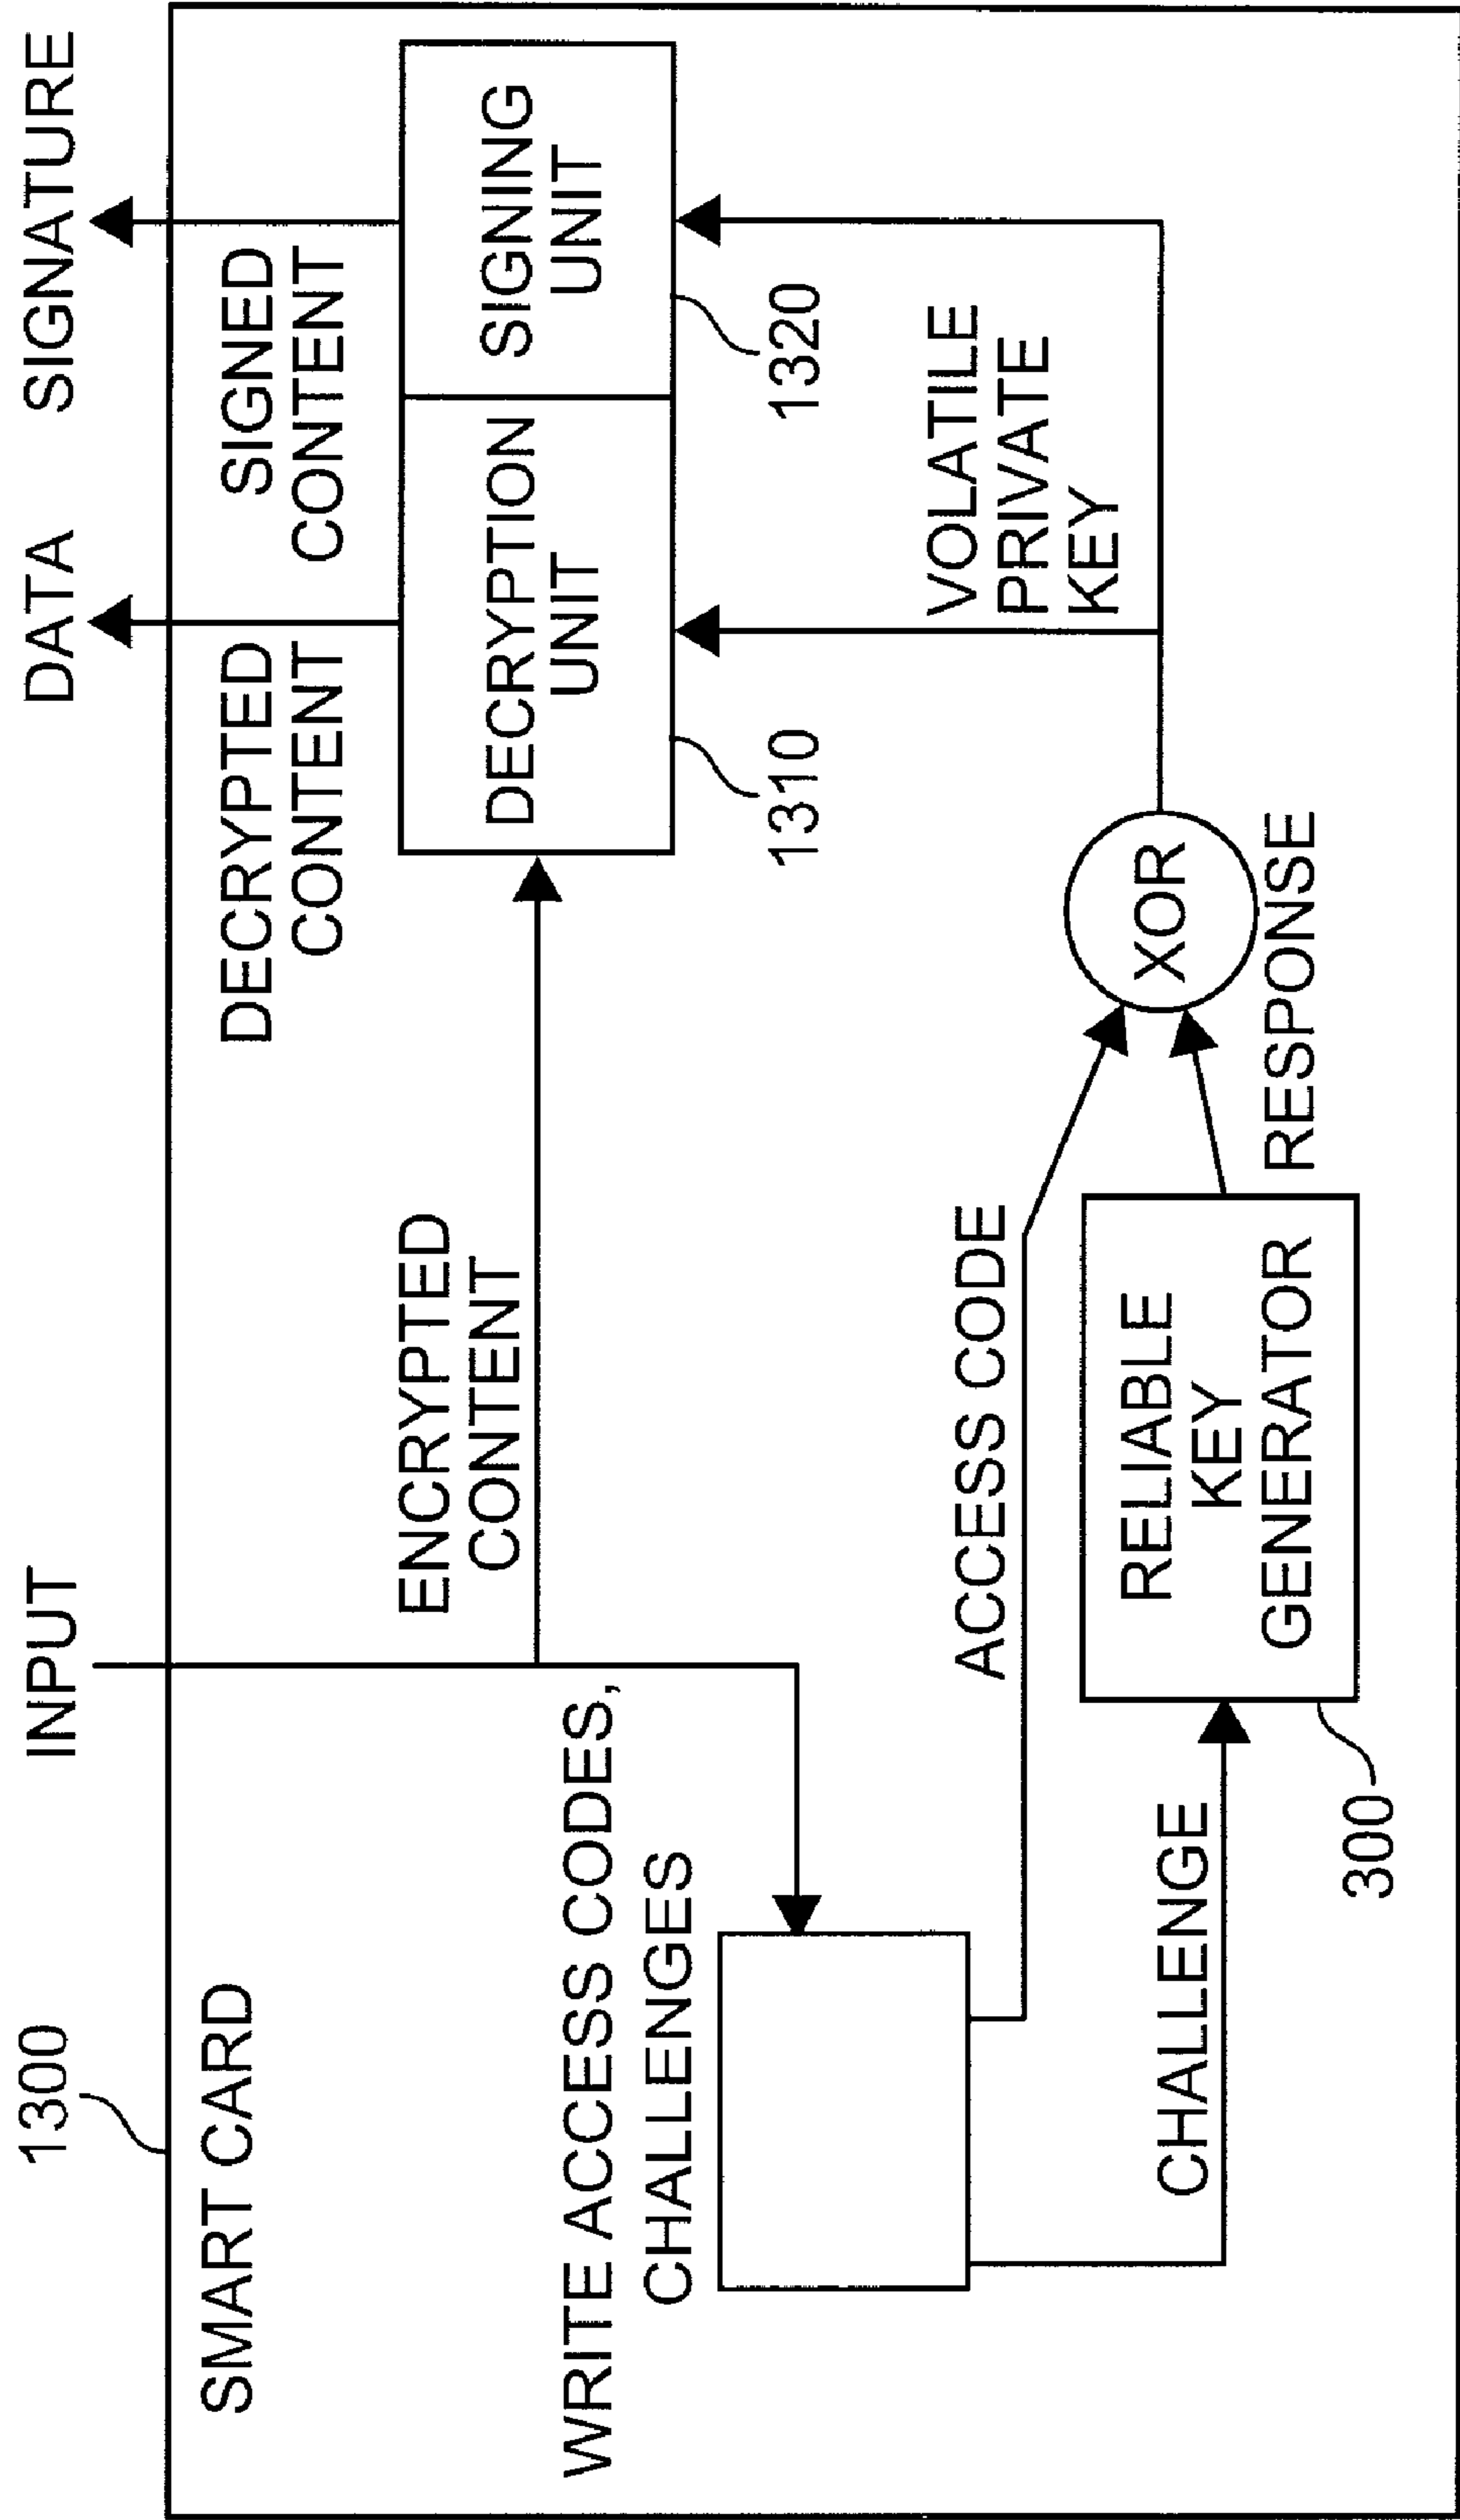 1300
INPUT
DATA
SIGNATURE
SMART CARD
DECRYPTED
CONTENT
SIGNED
CONTENT
ENCRYPTED
CONTENT
DECRYPTION
UNIT
SIGNING
UNIT
WRITE ACCESS CODES,
CHALLENGES
1310
1320
ACCESS CODE
VOLATILE
PRIVATE
KEY
XOR
CHALLENGE
RELIABLE
KEY
GENERATOR
RESPONSE
300